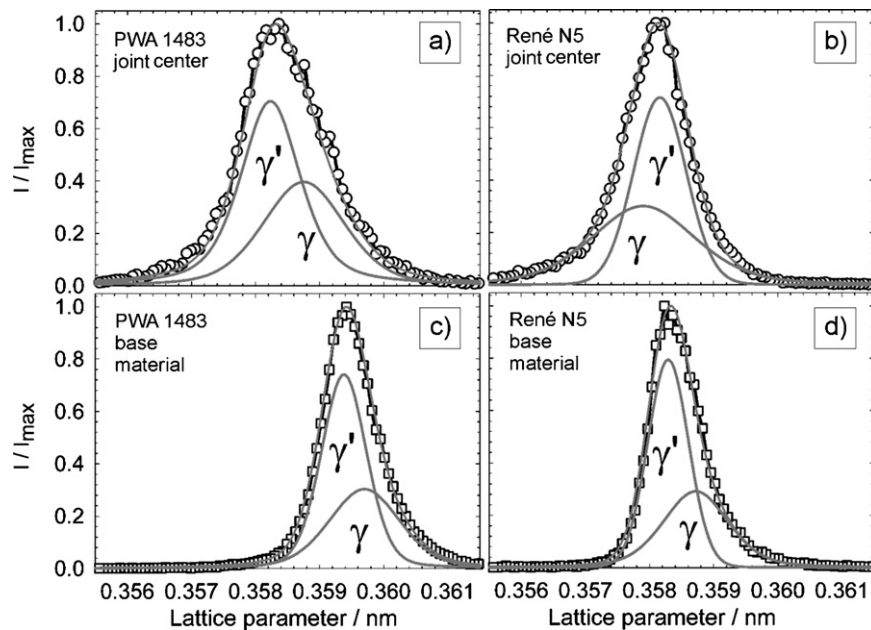 PWA 1483
joint center
a)
René N5
joint center
b)
1.0
0.8
0.6
0.4
0.2
0.0
I / Imax
γ'
γ
γ'
γ
PWA 1483
base
material
c)
René N5
base
material
d)
1.0
0.8
0.6
0.4
0.2
0.0
I / Imax
γ'
γ
γ'
γ
0.356 0.357 0.358 0.359 0.360 0.361
0.356 0.357 0.358 0.359 0.360 0.361
Lattice parameter / nm
Lattice parameter / nm